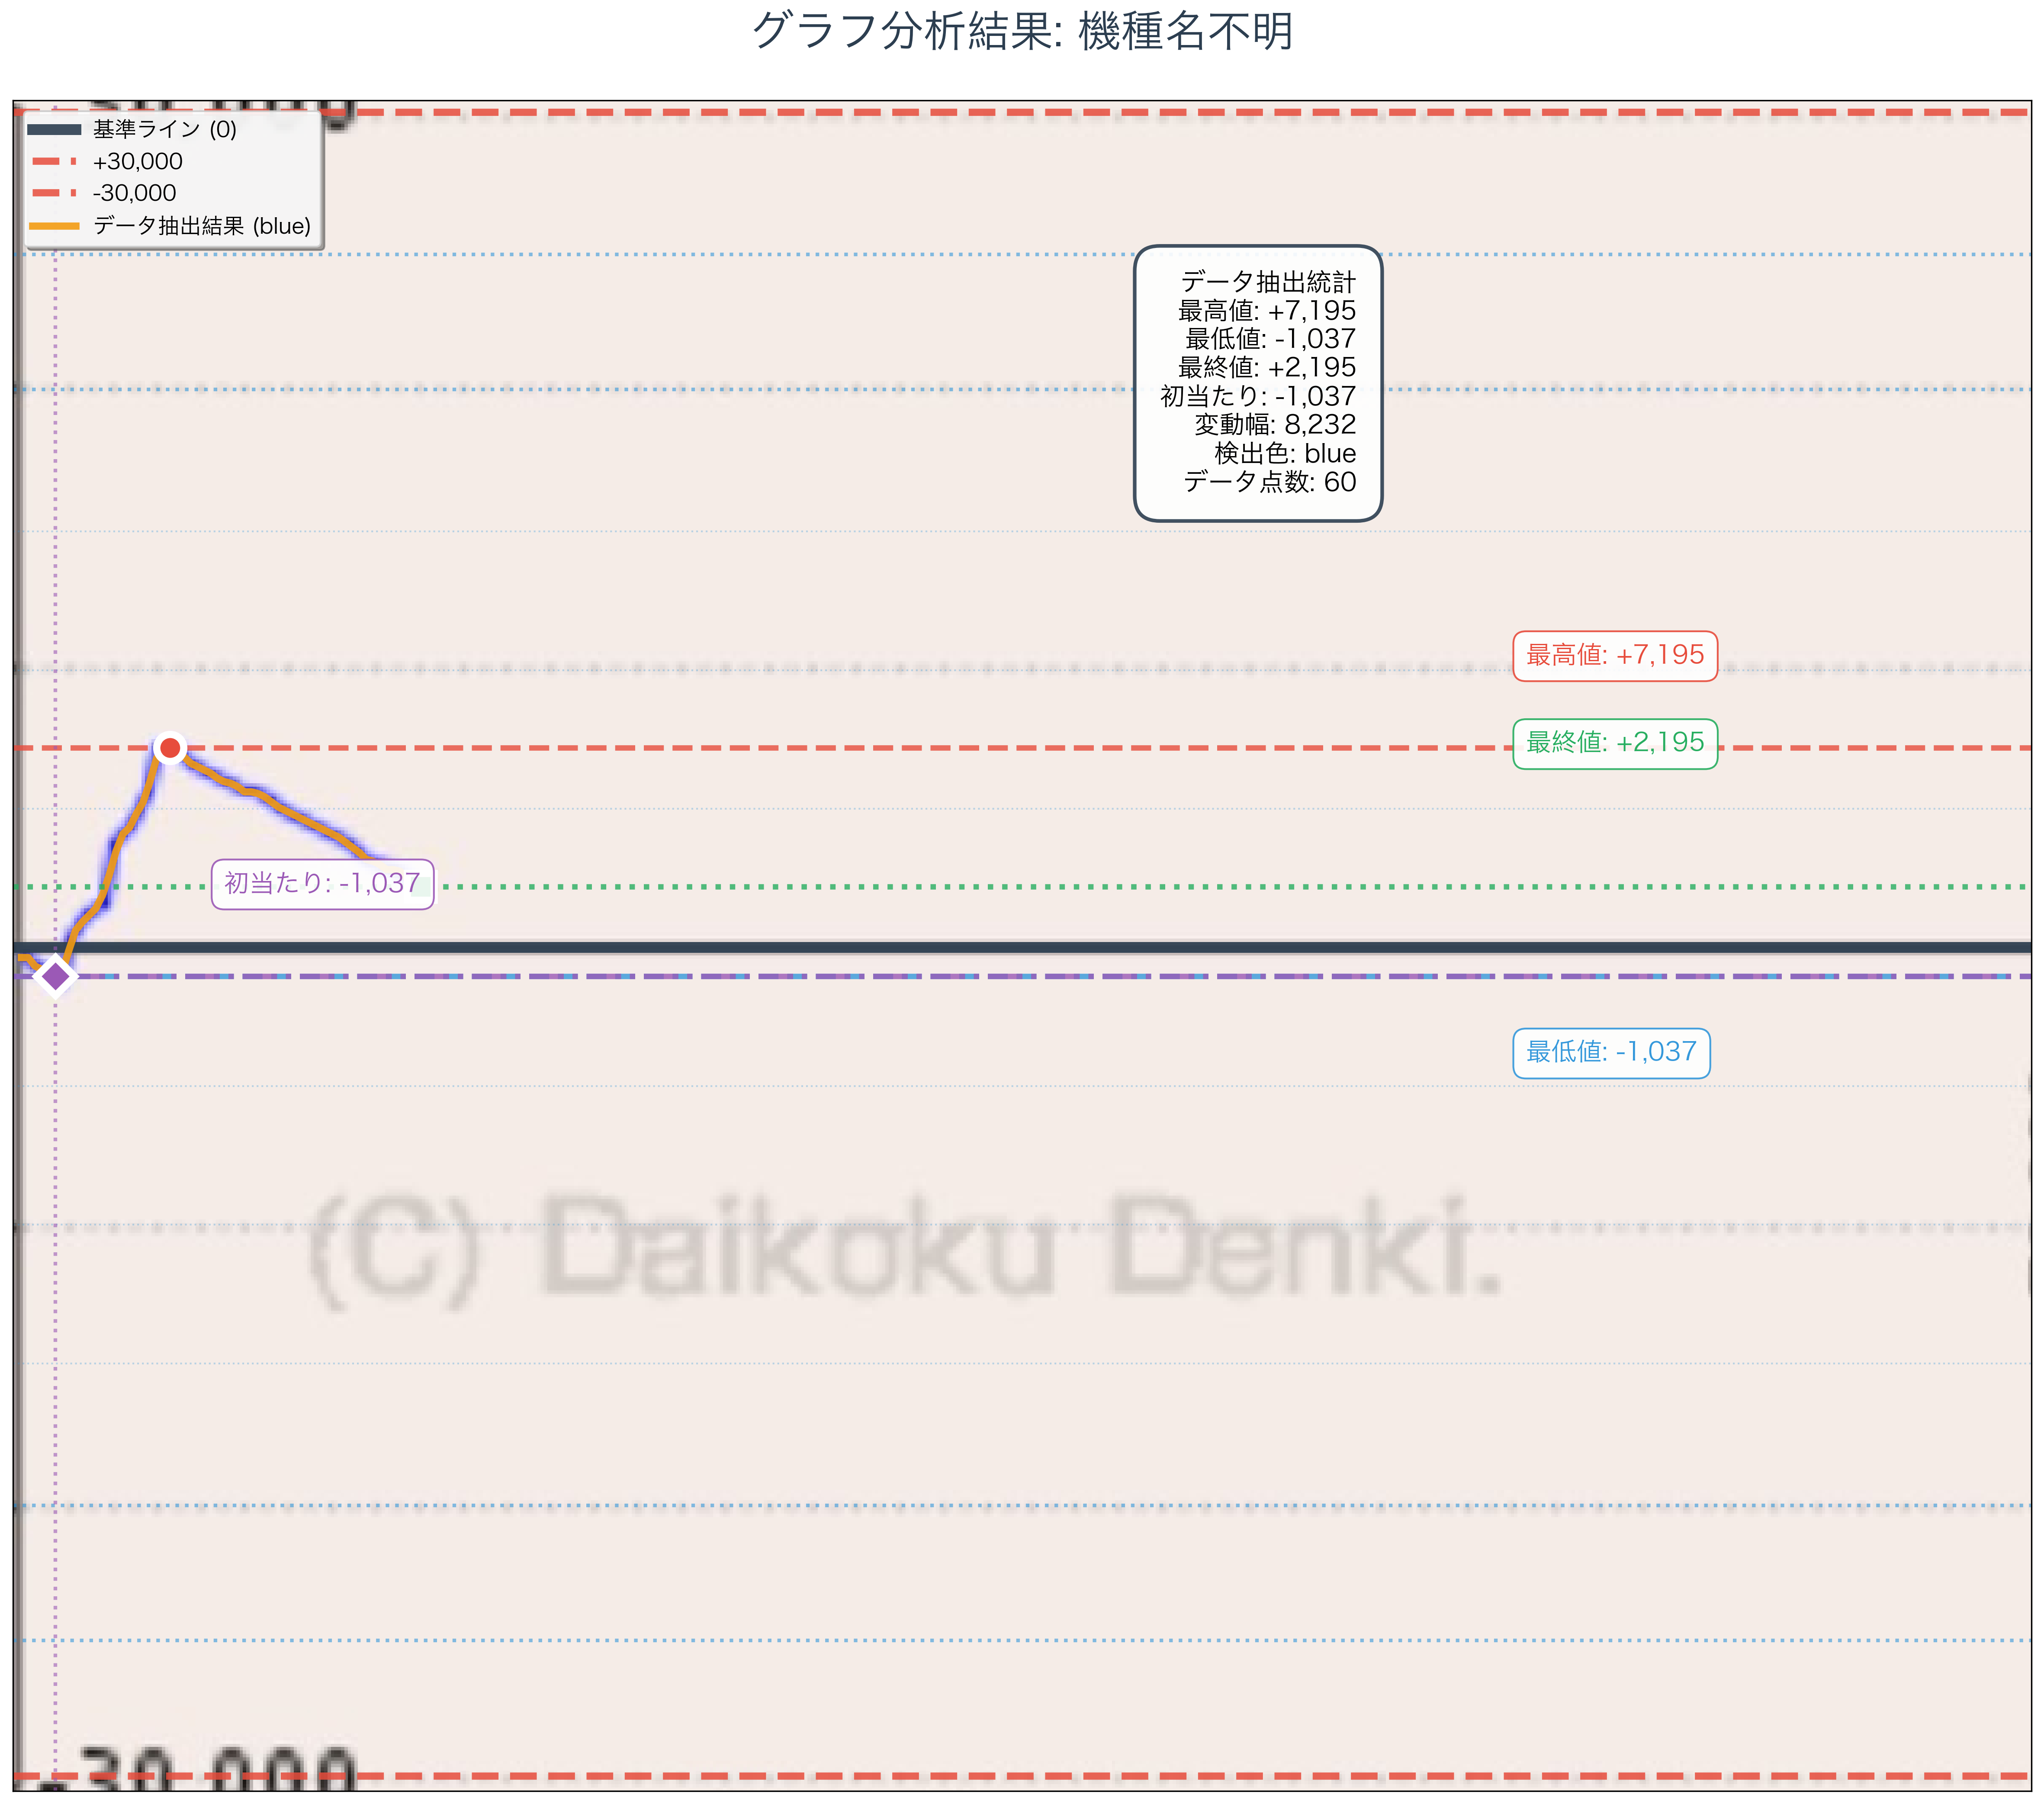 グラフ分析結果: 機種名不明
基準ライン (0)
+30,000
-30,000
データ抽出結果 (blue)
データ抽出統計
最高値: +7,195
最低値: -1,037
最終値: +2,195
初当たり: -1,037
変動幅: 8,232
検出色: blue
データ点数: 60
最高値: +7,195
最終値: +2,195
初当たり: -1,037
最低値: -1,037
(C) Daikoku Denki.
-30,000